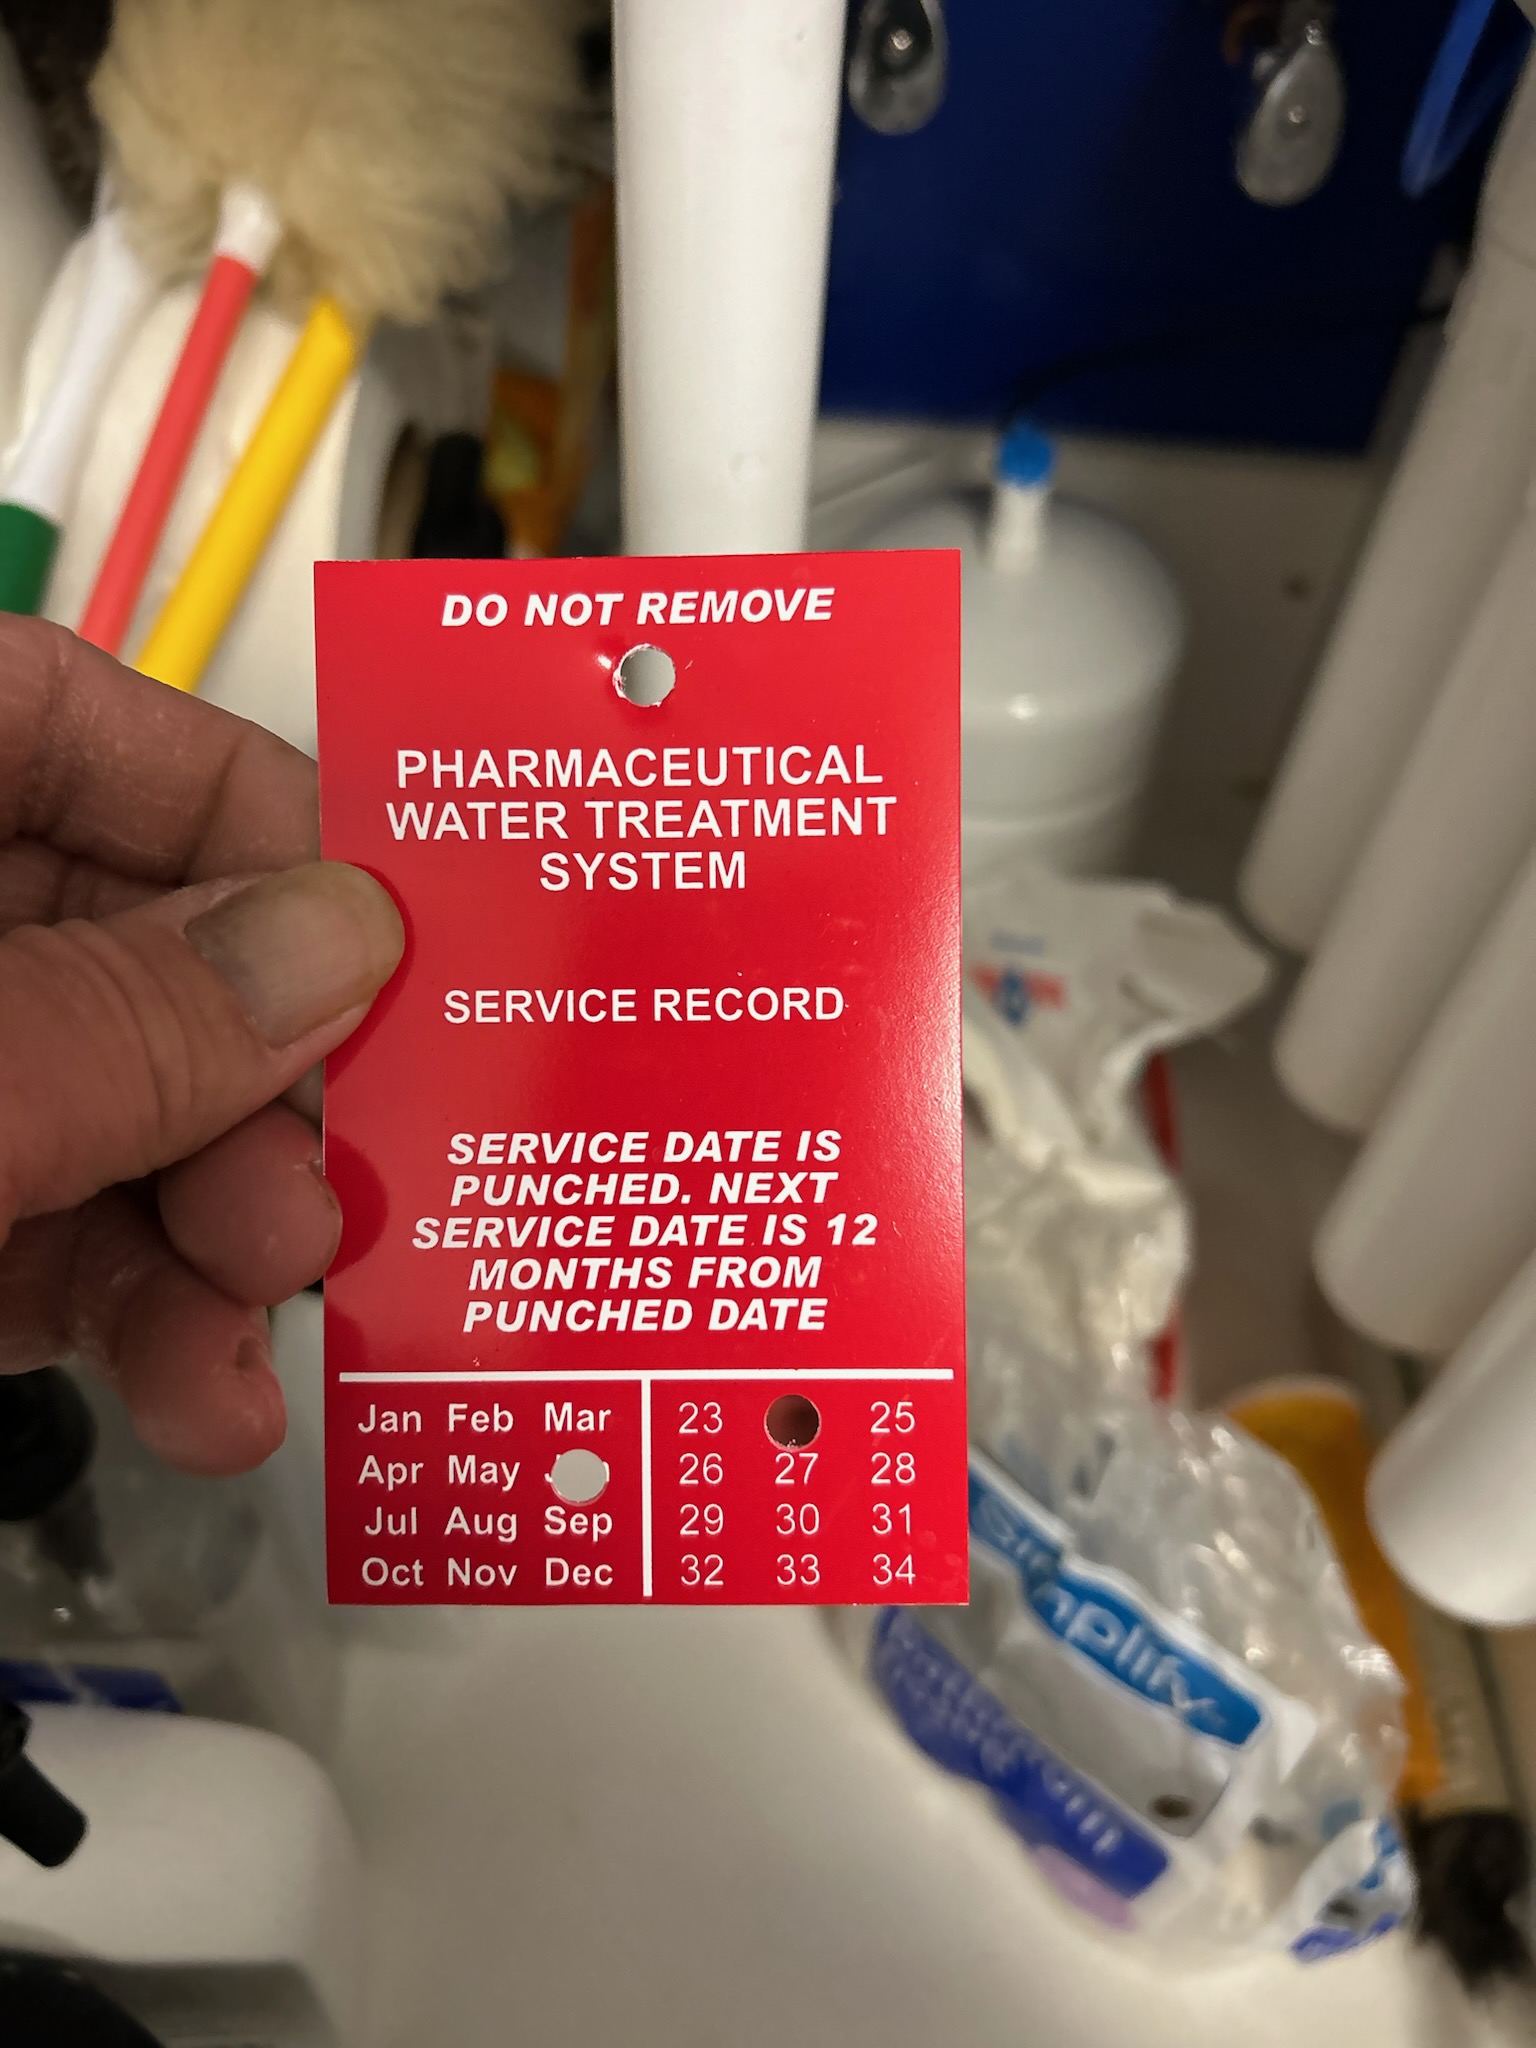 DO NOT REMOVE
PHARMACEUTICAL
WATER TREATMENT
SYSTEM
SERVICE RECORD
SERVICE DATE IS
PUNCHED. NEXT
SERVICE DATE IS 12
MONTHS FROM
PUNCHED DATE
Jan Feb Mar 23 25
Apr May 26 27 28
Jul Aug Sep 29 30 31
Oct Nov Dec 32 33 34
Simplify